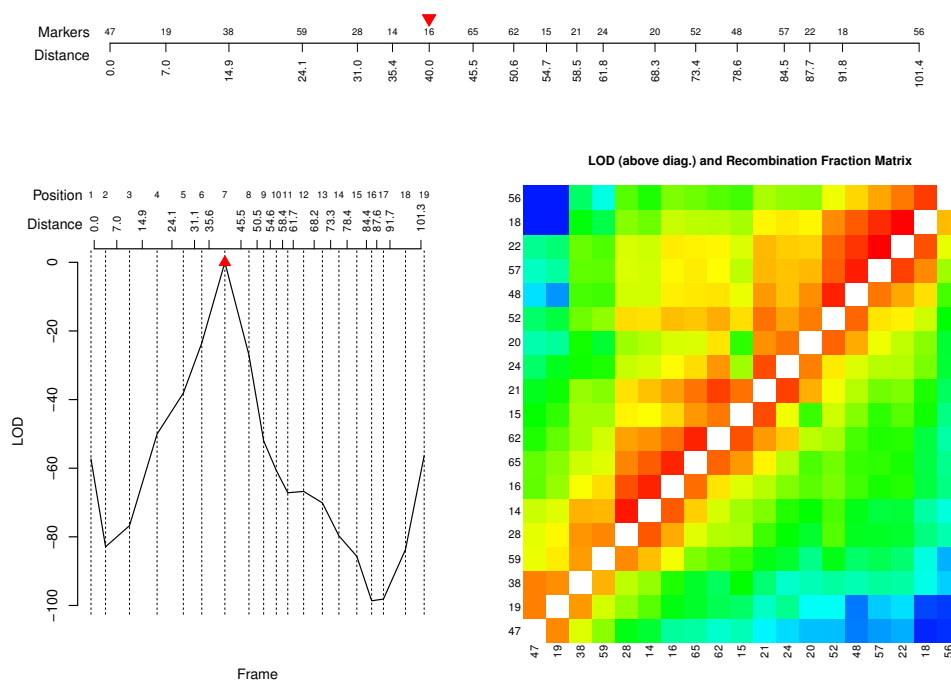 Markers 47 19 38 59 28 14 16 65 62 15 21 24 20 52 48 57 22 18 56
Distance
0.0 7.0 14.9 24.1 31.0 35.4 40.0 45.5 50.6 54.7 58.5 61.8 68.3 73.4 78.6 84.5 87.7 91.8 101.4
LOD (above diag.) and Recombination Fraction Matrix
Position 1 2 3 4 5 6 7 8 9 10 11 12 13 14 15 16 17 18 19
Distance 0.0 7.0 14.9 24.1 31.1 35.6 45.5 50.5 54.6 58.4 61.7 68.2 73.3 78.4 84.4 87.6 91.7 101.3
0
−20
−40
−60
−80
−100
LOD
Frame
56
18
22
57
48
52
20
24
21
15
62
65
16
14
28
59
38
19
47
47 19 38 59 28 14 16 65 62 15 21 24 20 52 48 57 22 18 56